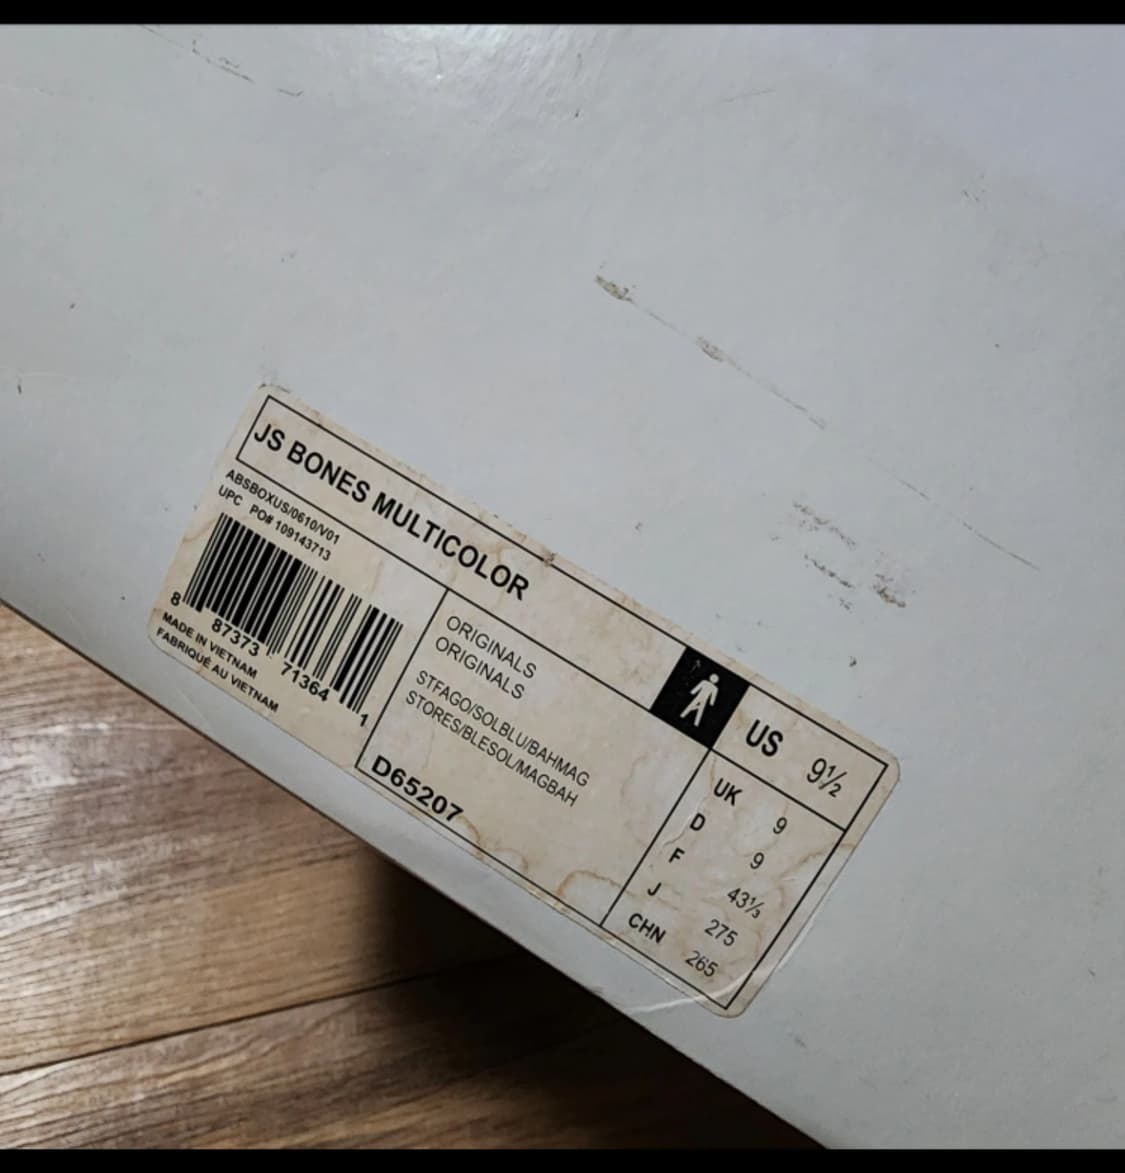 JS BONES MULTICOLOR
ABSBOXUS/0610/V01
UPC PO# 109143713
8 87373 71364 1
MADE IN VIETNAM
FABRIQUÉ AU VIETNAM
ORIGINALS
ORIGINALS
STFAGO/SOLBLU/BAHMAG
STORES/BLESOL/MAGBAH
D65207
US 9½
UK 9
D 9
F 43⅓
J 275
CHN 265